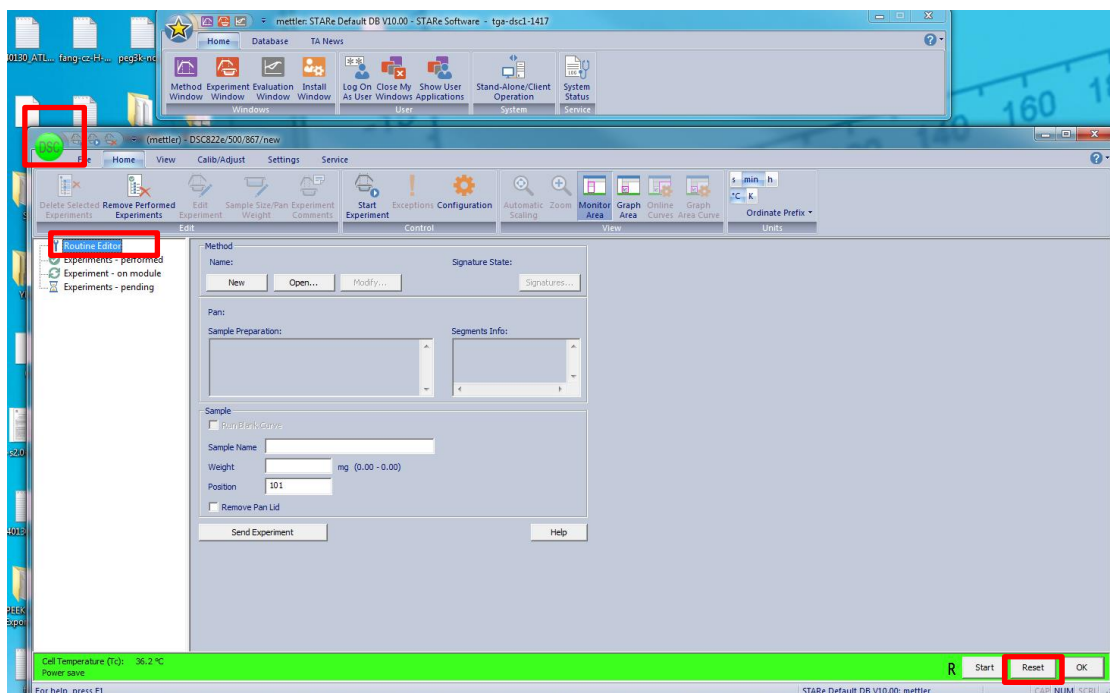 mettler: STARe Default DB V10.00 - STARe Software - tga-dsc1-1417
Home Database TA News
Method Window
Experiment Window
Evaluation Window
Install Window
Log On As User
Close My Windows
Show User Applications
Stand-Alone/Client Operation
System Status
Windows User System Service
fang-cz-H-...
160
140
DSC
(mettler) - DSC822e/500/867/new
Home View Calib/Adjust Settings Service
Delete Selected Experiments
Remove Performed Experiments
Edit Experiment
Sample Size/Pan Weight
Experiment Comments
Start Experiment
Exceptions
Configuration
Automatic Scaling
Zoom
Monitor Area
Graph Area
Online Curves
Graph Area Curve
s min h
°C K
Ordinate Prefix
Edit Control View Units
Routine Editor
Experiments - performed
Experiment - on module
Experiments - pending
Method
Name: Signature State:
New Open... Modify... Signatures...
Pan:
Sample Preparation: Segments Info:
Sample
Run Blank Curve
Sample Name
Weight mg (0.00 - 0.00)
Position 101
Remove Pan Lid
Send Experiment Help
Cell Temperature (Tc): 36.2 °C
Power save
R Start Reset OK
For help, press F1
STARe Default DB V10.00: mettler CAP NUM SCRL